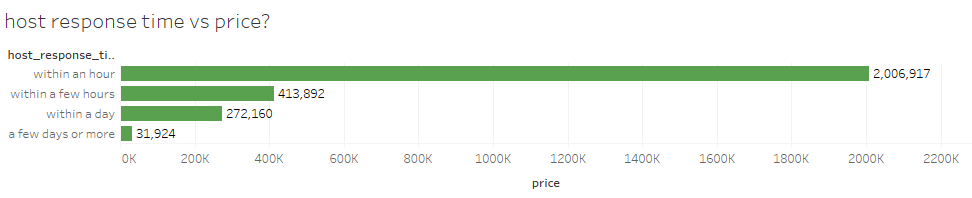 host response time vs price?
host_response_ti..
within an hour 2,006,917
within a few hours 413,892
within a day 272,160
a few days or more 31,924
0K 200K 400K 600K 800K 1000K 1200K 1400K 1600K 1800K 2000K 2200K
price